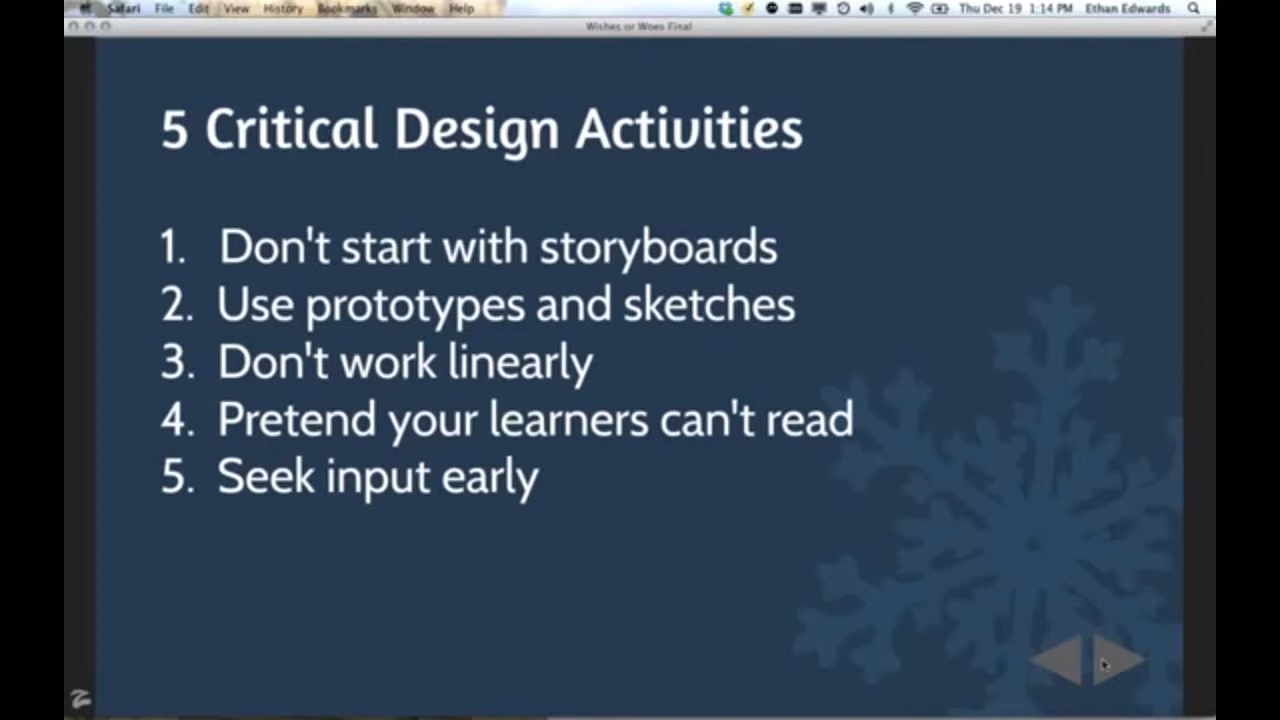 Safari File Edit View History Bookmarks Window Help Thu Dec 19 1:14 PM Ethan Edwards
Wishes or Woes Final
5 Critical Design Activities
1. Don't start with storyboards
2. Use prototypes and sketches
3. Don't work linearly
4. Pretend your learners can't read
5. Seek input early